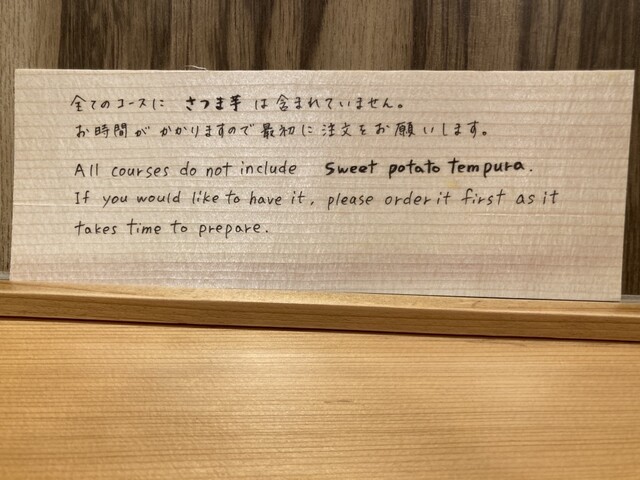 全てのコースに さつま芋 は含まれていません。
お時間がかかりますので最初に注文をお願いします。
All courses do not include sweet potato tempura.
If you would like to have it, please order it first as it
takes time to prepare.